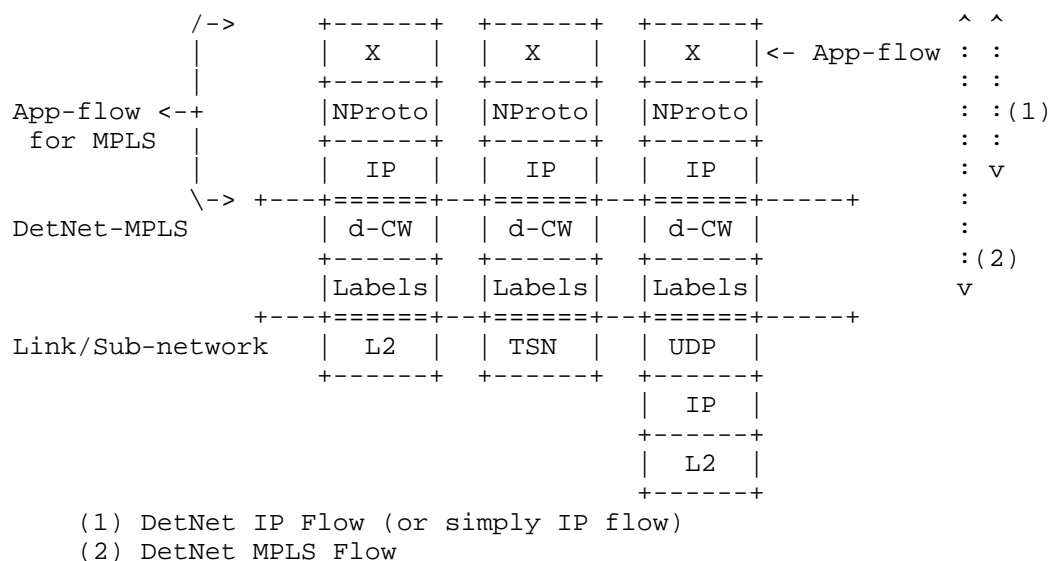 /-> +------+ +------+ +------+ ^ ^
| | X | | X | | X |<- App-flow : :
| +------+ +------+ +------+ : :
App-flow <-+ |NProto| |NProto| |NProto| : :(1)
for MPLS | +------+ +------+ +------+ : :
| | IP | | IP | | IP | : v
\-> +---+======+--+======+--+======+-----+ :
DetNet-MPLS | d-CW | | d-CW | | d-CW | :
+------+ +------+ +------+ :(2)
|Labels| |Labels| |Labels| v
+---+======+--+======+--+======+-----+
Link/Sub-network | L2 | | TSN | | UDP |
+------+ +------+ +------+
| IP |
+------+
| L2 |
+------+
(1) DetNet IP Flow (or simply IP flow)
(2) DetNet MPLS Flow